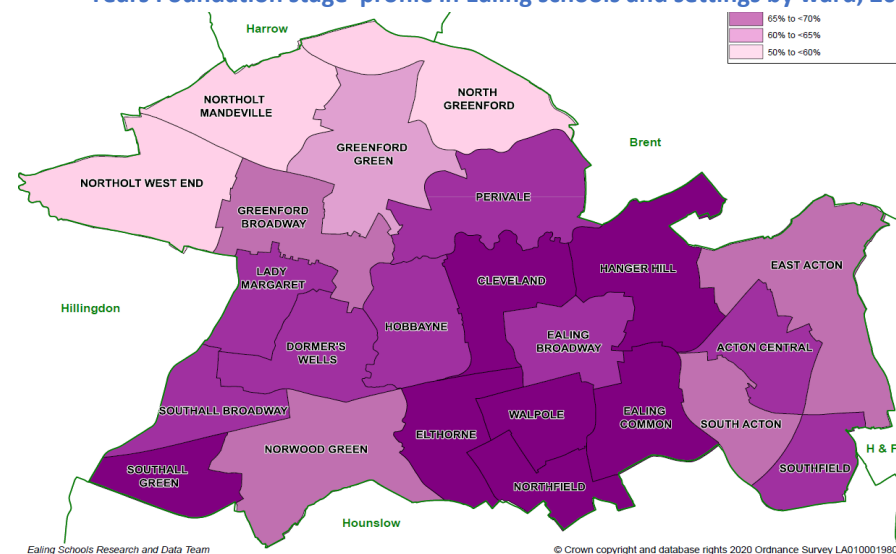 Years Foundation stage' profile in Ealing schools and settings by ward, 20
Harrow
65% to <70%
60% to <65%
50% to <60%
NORTHOLT
MANDEVILLE
NORTH
GREENFORD
GREENFORD
GREEN
Brent
NORTHOLT WEST END
PERIVALE
GREENFORD
BROADWAY
LADY
MARGARET
CLEVELAND
HANGER HILL
EAST ACTON
Hillingdon
HOBBAYNE
DORMER'S
WELLS
EALING
BROADWAY
ACTON CENTRAL
SOUTHALL BROADWAY
WALPOLE
EALING
COMMON
SOUTH ACTON
ELTHORNE
NORWOOD GREEN
H & F
SOUTHALL
GREEN
SOUTHFIELD
NORTHFIELD
Hounslow
Ealing Schools Research and Data Team
© Crown copyright and database rights 2020 Ordnance Survey LA01000198